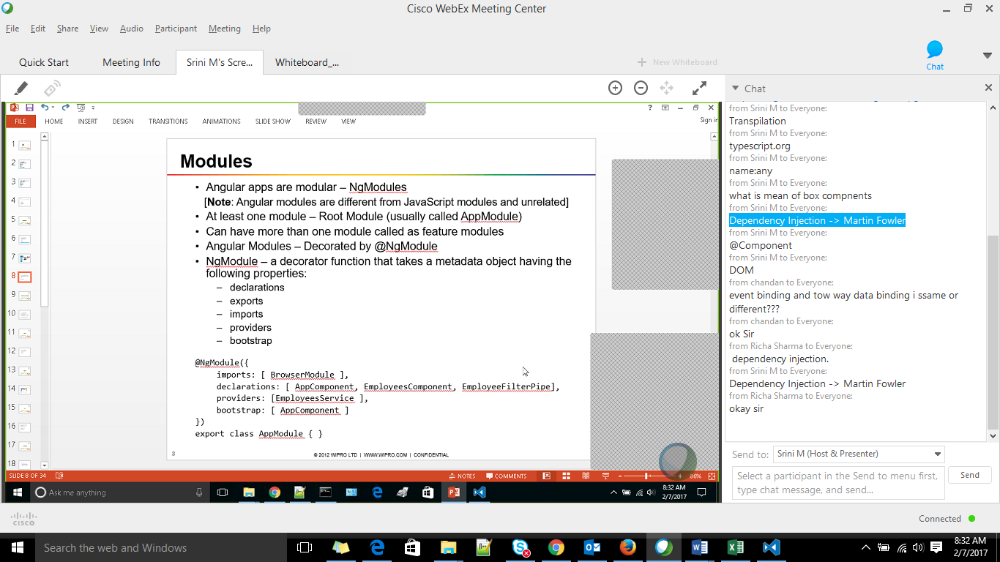 Cisco WebEx Meeting Center
File Edit Share View Audio Participant Meeting Help
Quick Start Meeting Info Srini M's Scre... Whiteboard_... New Whiteboard
Chat
FILE HOME INSERT DESIGN TRANSITIONS ANIMATIONS SLIDE SHOW REVIEW VIEW Sign in
1
2
3
4
5
6
7
8
9
10
11
12
13
14
15
16
17
18
Modules
• Angular apps are modular – NgModules
[Note: Angular modules are different from JavaScript modules and unrelated]
• At least one module – Root Module (usually called AppModule)
• Can have more than one module called as feature modules
• Angular Modules – Decorated by @NgModule
• NgModule – a decorator function that takes a metadata object having the
following properties:
– declarations
– exports
– imports
– providers
– bootstrap
@NgModule({
imports: [ BrowserModule ],
declarations: [ AppComponent, EmployeesComponent, EmployeeFilterPipe],
providers: [EmployeesService ],
bootstrap: [ AppComponent ]
})
export class AppModule { }
8
© 2012 WIPRO LTD | WWW.WIPRO.COM | CONFIDENTIAL
SLIDE 8 OF 34 NOTES COMMENTS 86%
Ask me anything
8:32 AM
2/7/2017
Chat
from Srini M to Everyone:
Transpilation
from Srini M to Everyone:
typescript.org
from Srini M to Everyone:
name:any
from Srini M to Everyone:
what is mean of box compnents
from Srini M to Everyone:
Dependency Injection -> Martin Fowler
from Srini M to Everyone:
@Component
from Srini M to Everyone:
DOM
from chandan to Everyone:
event binding and tow way data binding i ssame or
different???
from chandan to Everyone:
ok Sir
from Richa Sharma to Everyone:
dependency injection.
from Srini M to Everyone:
Dependency Injection -> Martin Fowler
from Richa Sharma to Everyone:
okay sir
Send to: Srini M (Host & Presenter)
Select a participant in the Send to menu first,
type chat message, and send...
Send
CISCO
Connected
Search the web and Windows
8:32 AM
2/7/2017